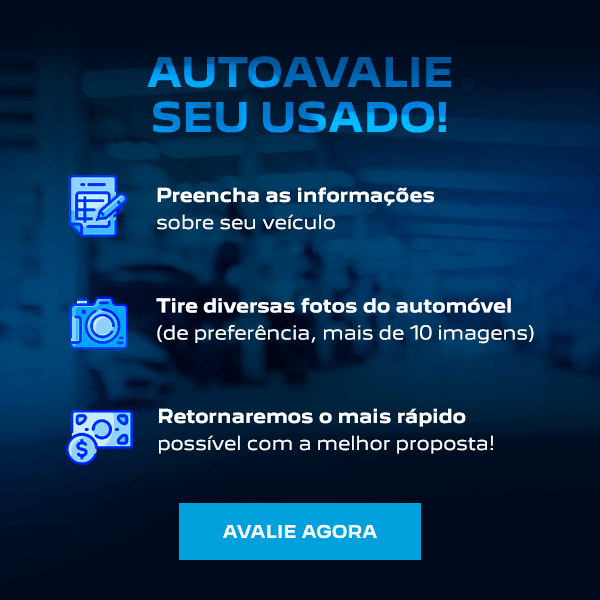 AUTOAVALIE
SEU USADO!
Preencha as informações
sobre seu veículo
Tire diversas fotos do automóvel
(de preferência, mais de 10 imagens)
Retornaremos o mais rápido
possível com a melhor proposta!
$
AVALIE AGORA